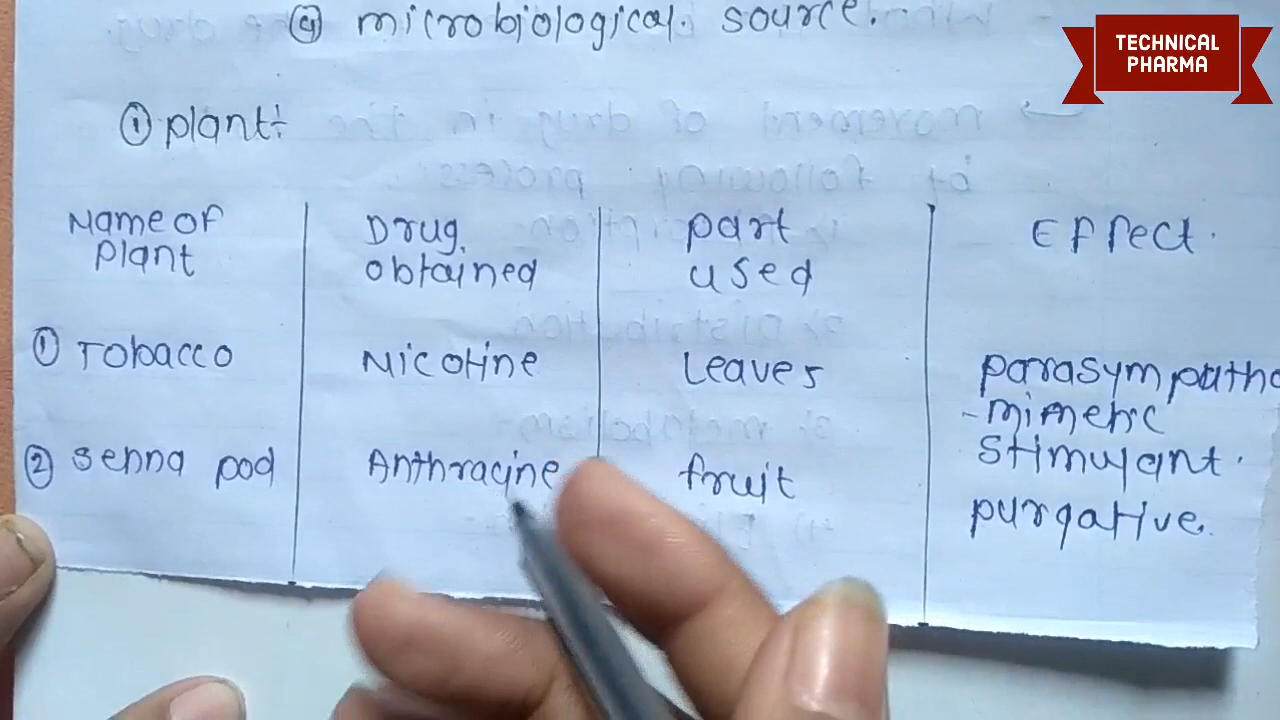 ④ microbiological. source.
TECHNICAL
PHARMA
① plant÷
Name of
plant
Drug.
obtained
part
used
Effect.
① Tobacco
Nicotine
Leaves
parasympatho
-mimetic
② senna pod
Anthracine
fruit
stimulant.
purgative.